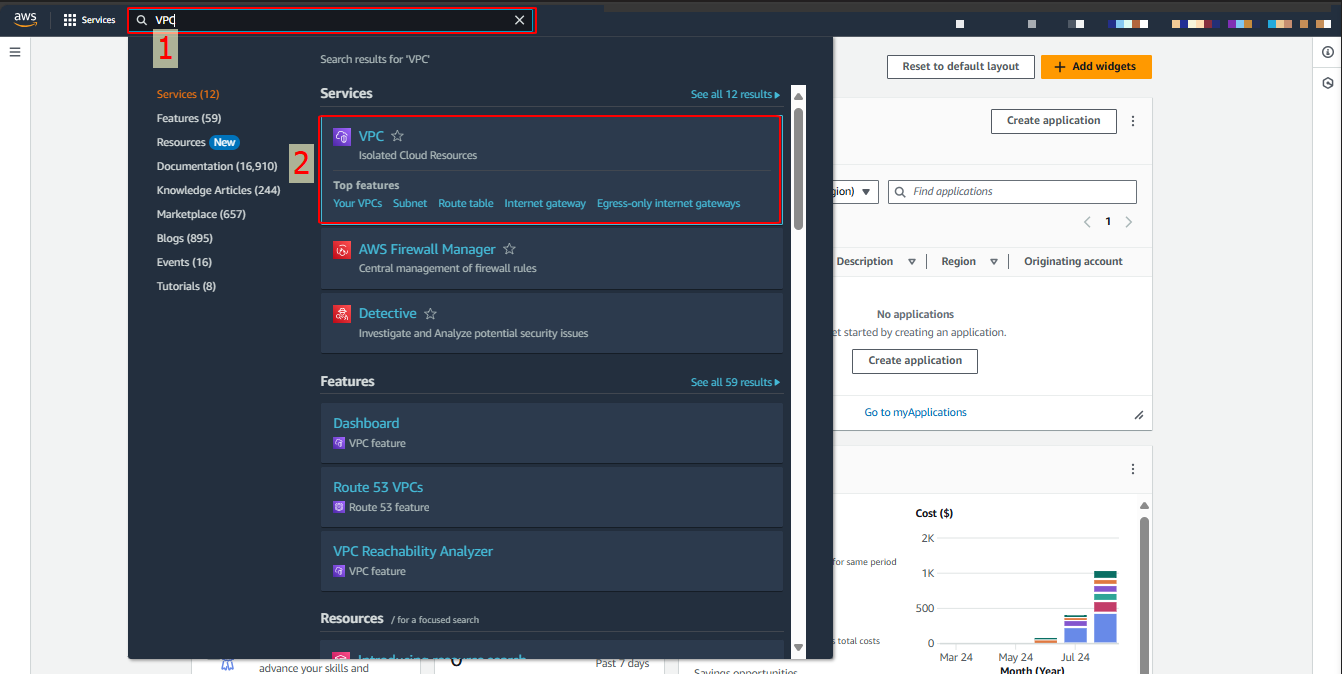 aws
Services
VPC
1
Reset to default layout
Add widgets
Search results for 'VPC'
Services (12)
Features (59)
Resources New
Documentation (16,910)
Knowledge Articles (244)
Marketplace (657)
Blogs (895)
Events (16)
Tutorials (8)
Services
See all 12 results
2
VPC
Isolated Cloud Resources
Top features
Your VPCs Subnet Route table Internet gateway Egress-only internet gateways
AWS Firewall Manager
Central management of firewall rules
Detective
Investigate and Analyze potential security issues
Features
See all 59 results
Dashboard
VPC feature
Route 53 VPCs
Route 53 feature
VPC Reachability Analyzer
VPC feature
Resources / for a focused search
Introducing resource search
Create application
gion)
Find applications
1
Description Region Originating account
No applications
et started by creating an application.
Create application
Go to myApplications
Cost ($)
2K
1K
500
0
Mar 24 May 24 Jul 24
Month (Year)
for same period
s total costs
advance your skills and
0
Past 7 days
Savings opportunities